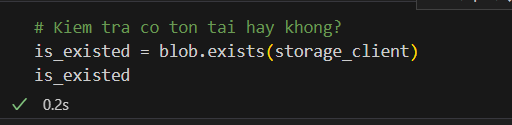 # Kiem tra co ton tai hay khong?
is_existed = blob.exists(storage_client)
is_existed
✓ 0.2s